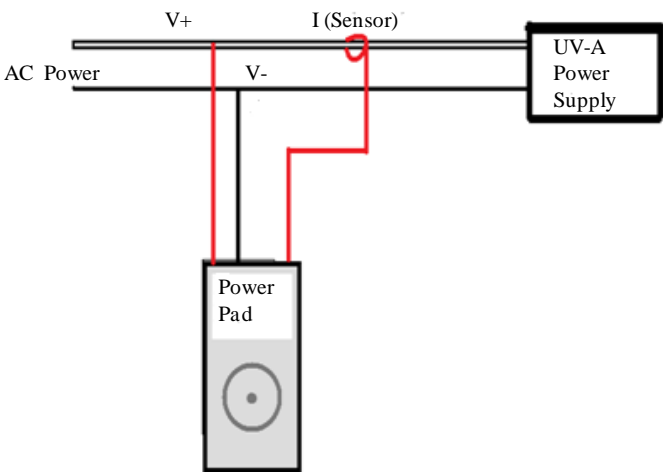 V+
I (Sensor)
AC Power
V-
UV-A
Power
Supply
Power
Pad